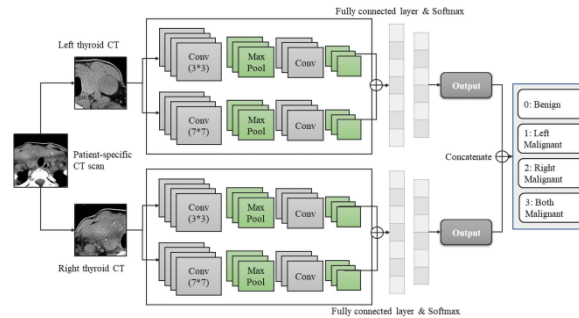 Fully connected layer & Softmax
Left thyroid CT
Conv
(3*3)
Max
Pool
Conv
Conv
(7*7)
Max
Pool
Conv
Output
Patient-specific
CT scan
Concatenate
0: Benign
1: Left
Malignant
2: Right
Malignant
3: Both
Malignant
Conv
(3*3)
Max
Pool
Conv
Conv
(7*7)
Max
Pool
Conv
Output
Right thyroid CT
Fully connected layer & Softmax